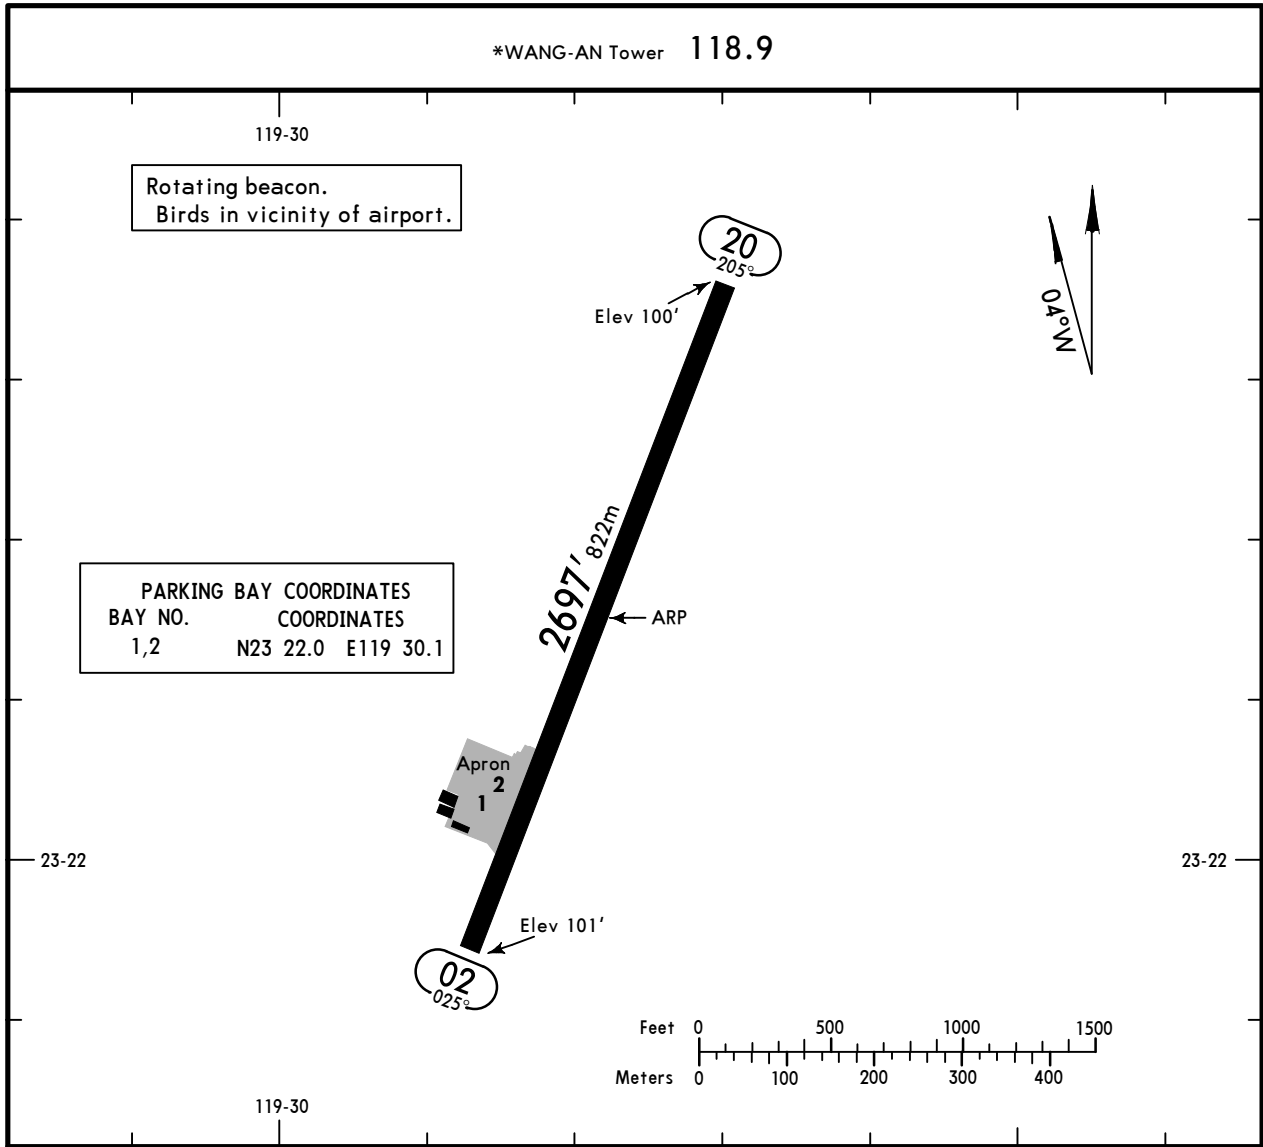 *WANG-AN Tower 118.9
119-30
Rotating beacon.
Birds in vicinity of airport.
20
205°
Elev 100'
04°W
2697' 822m
ARP
PARKING BAY COORDINATES
BAY NO. COORDINATES
1,2 N23 22.0 E119 30.1
Apron
2
1
23-22 23-22
Elev 101'
02
025°
Feet 0 500 1000 1500
Meters 0 100 200 300 400
119-30